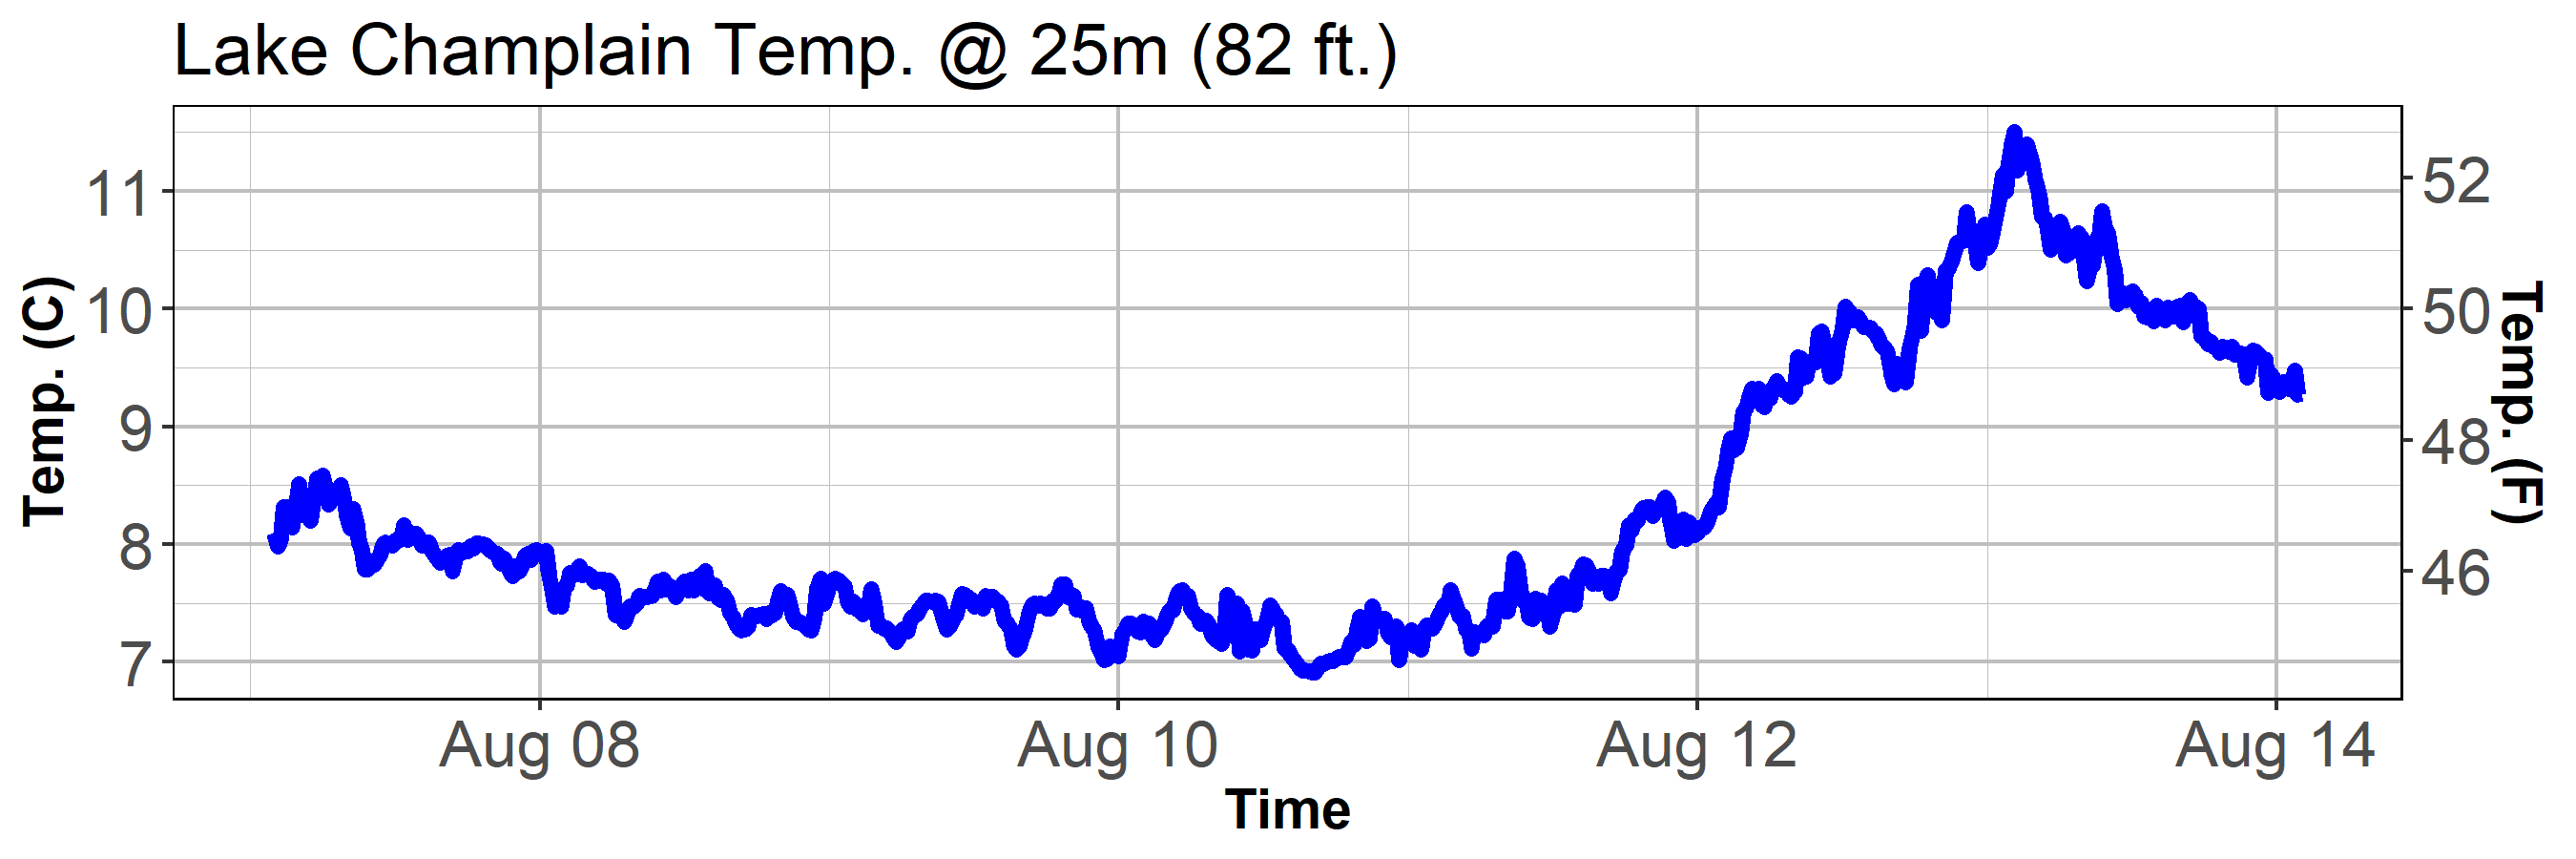 Lake Champlain Temp. @ 25m (82 ft.)
Temp. (C)
11
10
9
8
7
52
50
48
46
Temp. (F)
Aug 08
Aug 10
Aug 12
Aug 14
Time